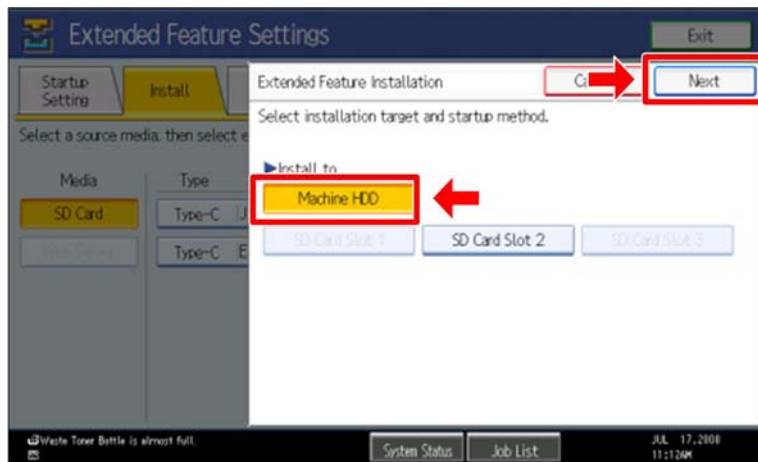 Extended Feature Settings
Exit
Startup
Setting
Install
Extended Feature Installation
Next
Select installation target and startup method.
Select a source media, then select e
▶Install to
Media
Type
Machine HDD
SD Card
Type-C J
SD Card Slot 1
SD Card Slot 2
SD Card Slot 3
Web Server
Type-C E
Waste Toner Bottle is almost full.
System Status
Job List
JUL 17,2008
11:12AM